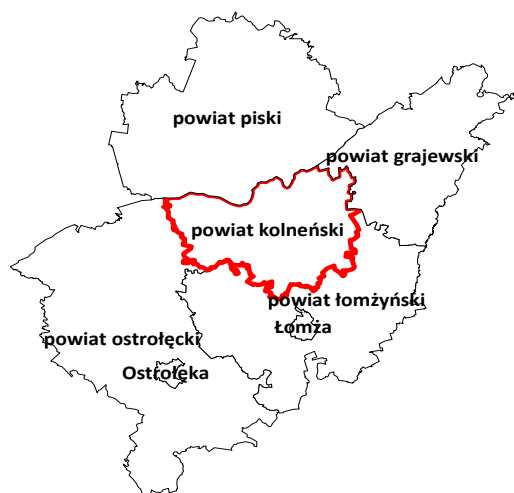 powiat piski
powiat grajewski
powiat kolneński
powiat łomżyński
Łomża
powiat ostrołęcki
Ostrołęka